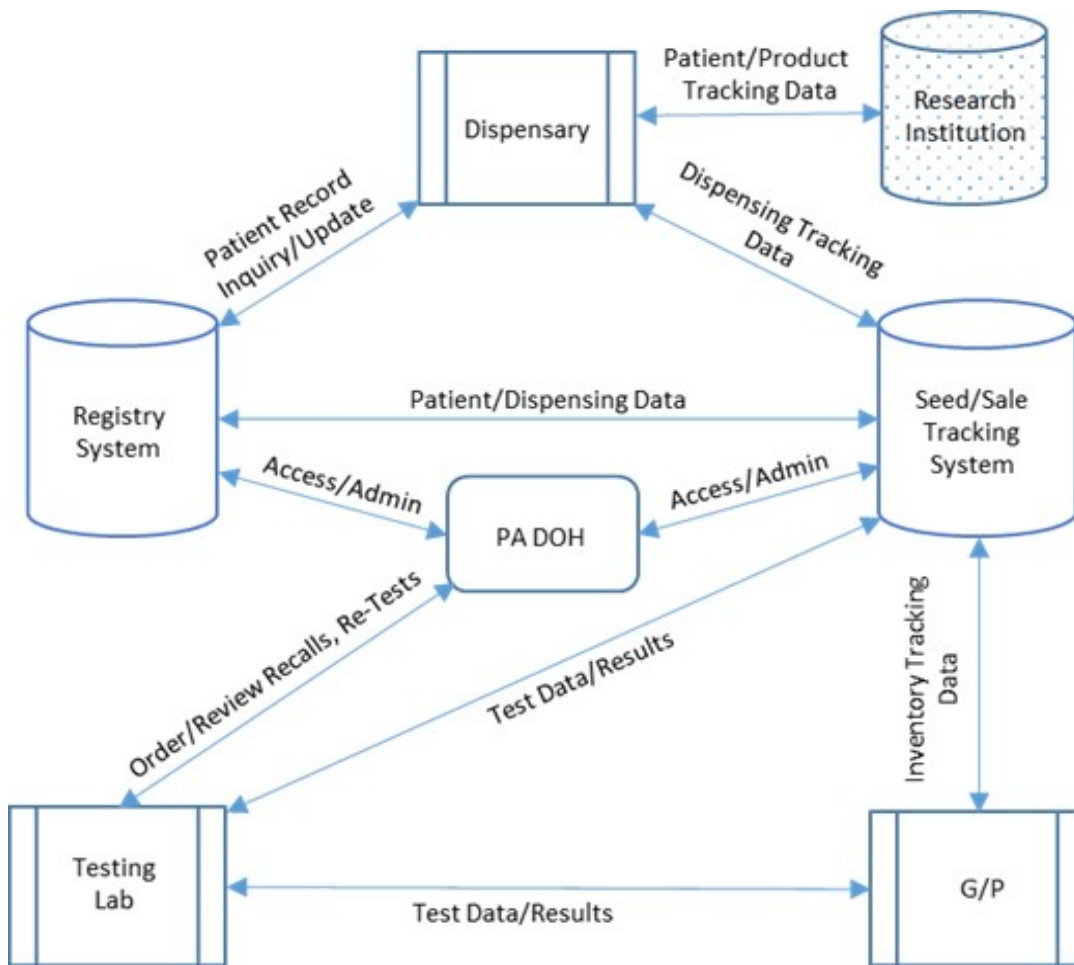 Patient/Product
Tracking Data
Research
Institution
Dispensary
Patient Record
Inquiry/Update
Dispensing Tracking
Data
Registry
System
Patient/Dispensing Data
Seed/Sale
Tracking
System
Access/Admin
Access/Admin
PA DOH
Order/Review Recalls, Re-Tests
Test Data/Results
Inventory Tracking
Data
Testing
Lab
Test Data/Results
G/P